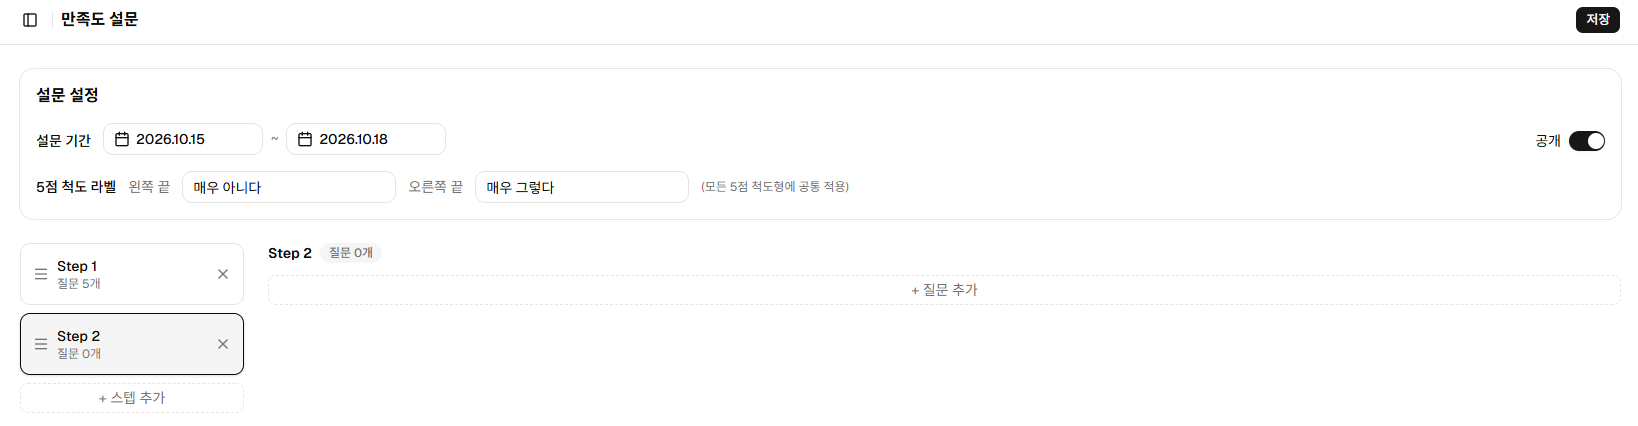 만족도 설문
저장
설문 설정
설문 기간 2026.10.15 ~ 2026.10.18 공개
5점 척도 라벨 왼쪽 끝 매우 아니다 오른쪽 끝 매우 그렇다 (모든 5점 척도형에 공통 적용)
Step 1
질문 5개
Step 2
질문 0개
+ 스텝 추가
Step 2 질문 0개
+ 질문 추가